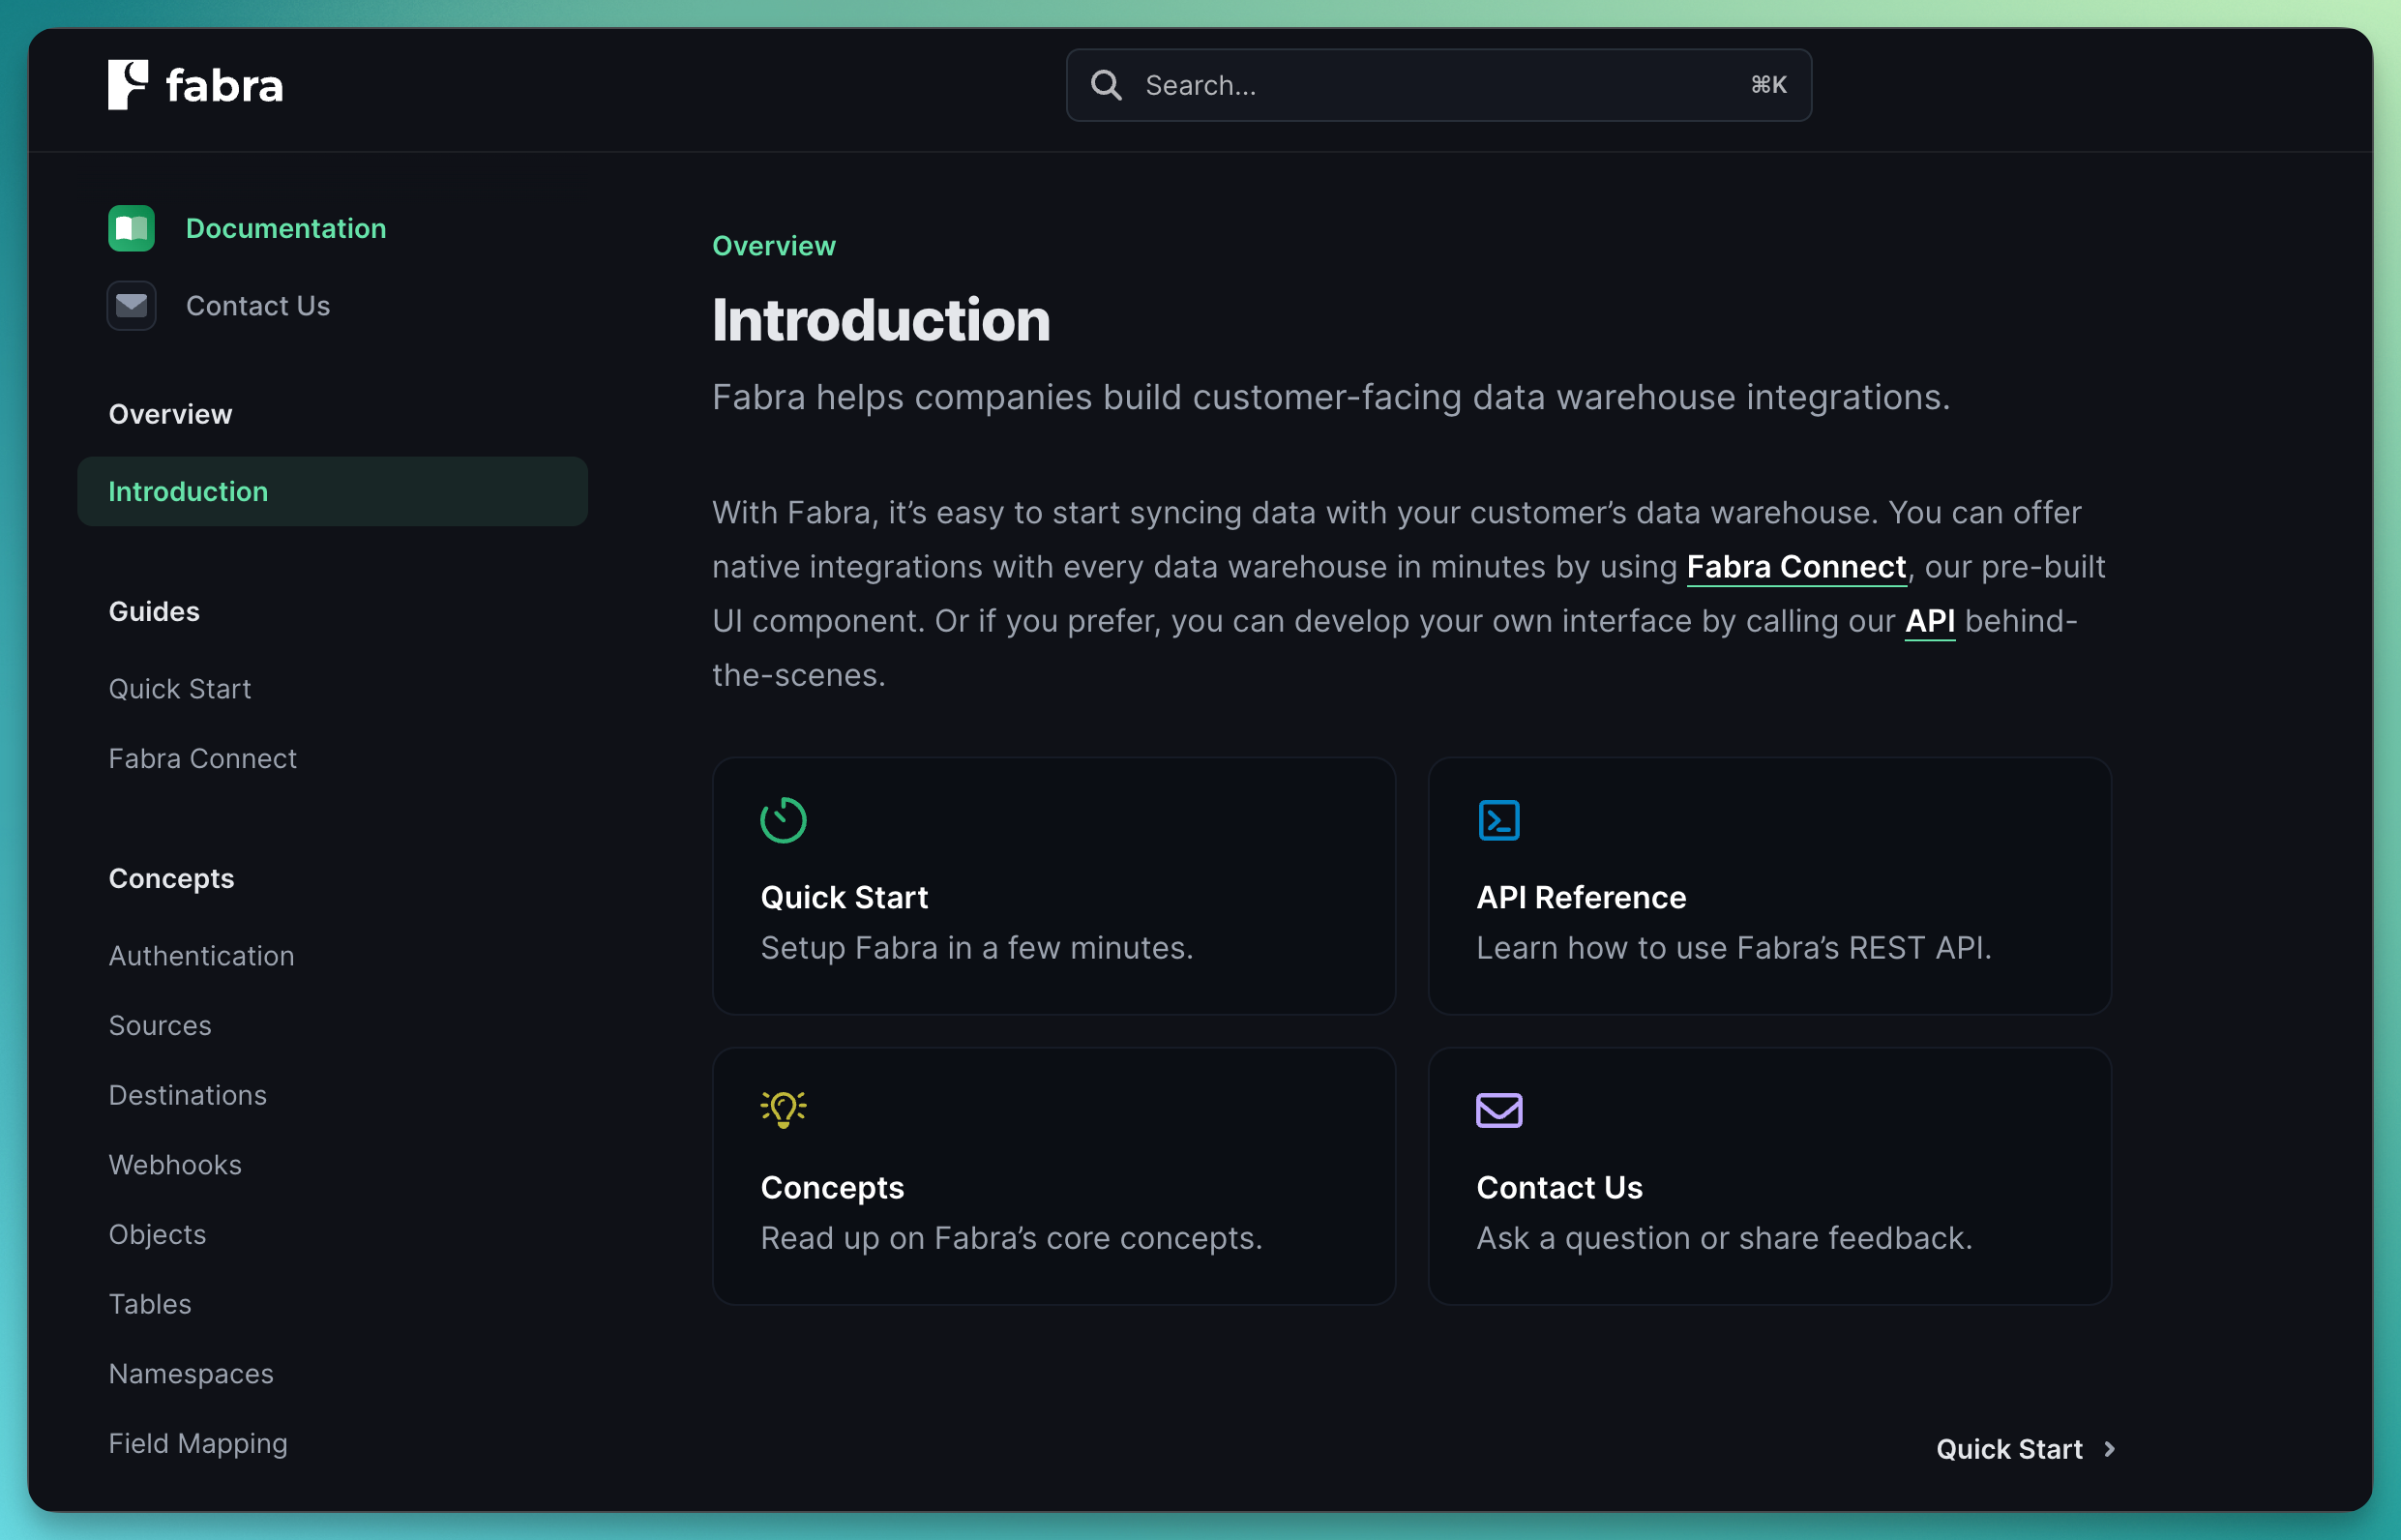 fabra
Search...
⌘K
Documentation
Contact Us
Overview
Introduction
Guides
Quick Start
Fabra Connect
Concepts
Authentication
Sources
Destinations
Webhooks
Objects
Tables
Namespaces
Field Mapping
Overview
Introduction
Fabra helps companies build customer-facing data warehouse integrations.
With Fabra, it’s easy to start syncing data with your customer’s data warehouse. You can offer
native integrations with every data warehouse in minutes by using Fabra Connect, our pre-built
UI component. Or if you prefer, you can develop your own interface by calling our API behind-
the-scenes.
Quick Start
Setup Fabra in a few minutes.
API Reference
Learn how to use Fabra’s REST API.
Concepts
Read up on Fabra’s core concepts.
Contact Us
Ask a question or share feedback.
Quick Start